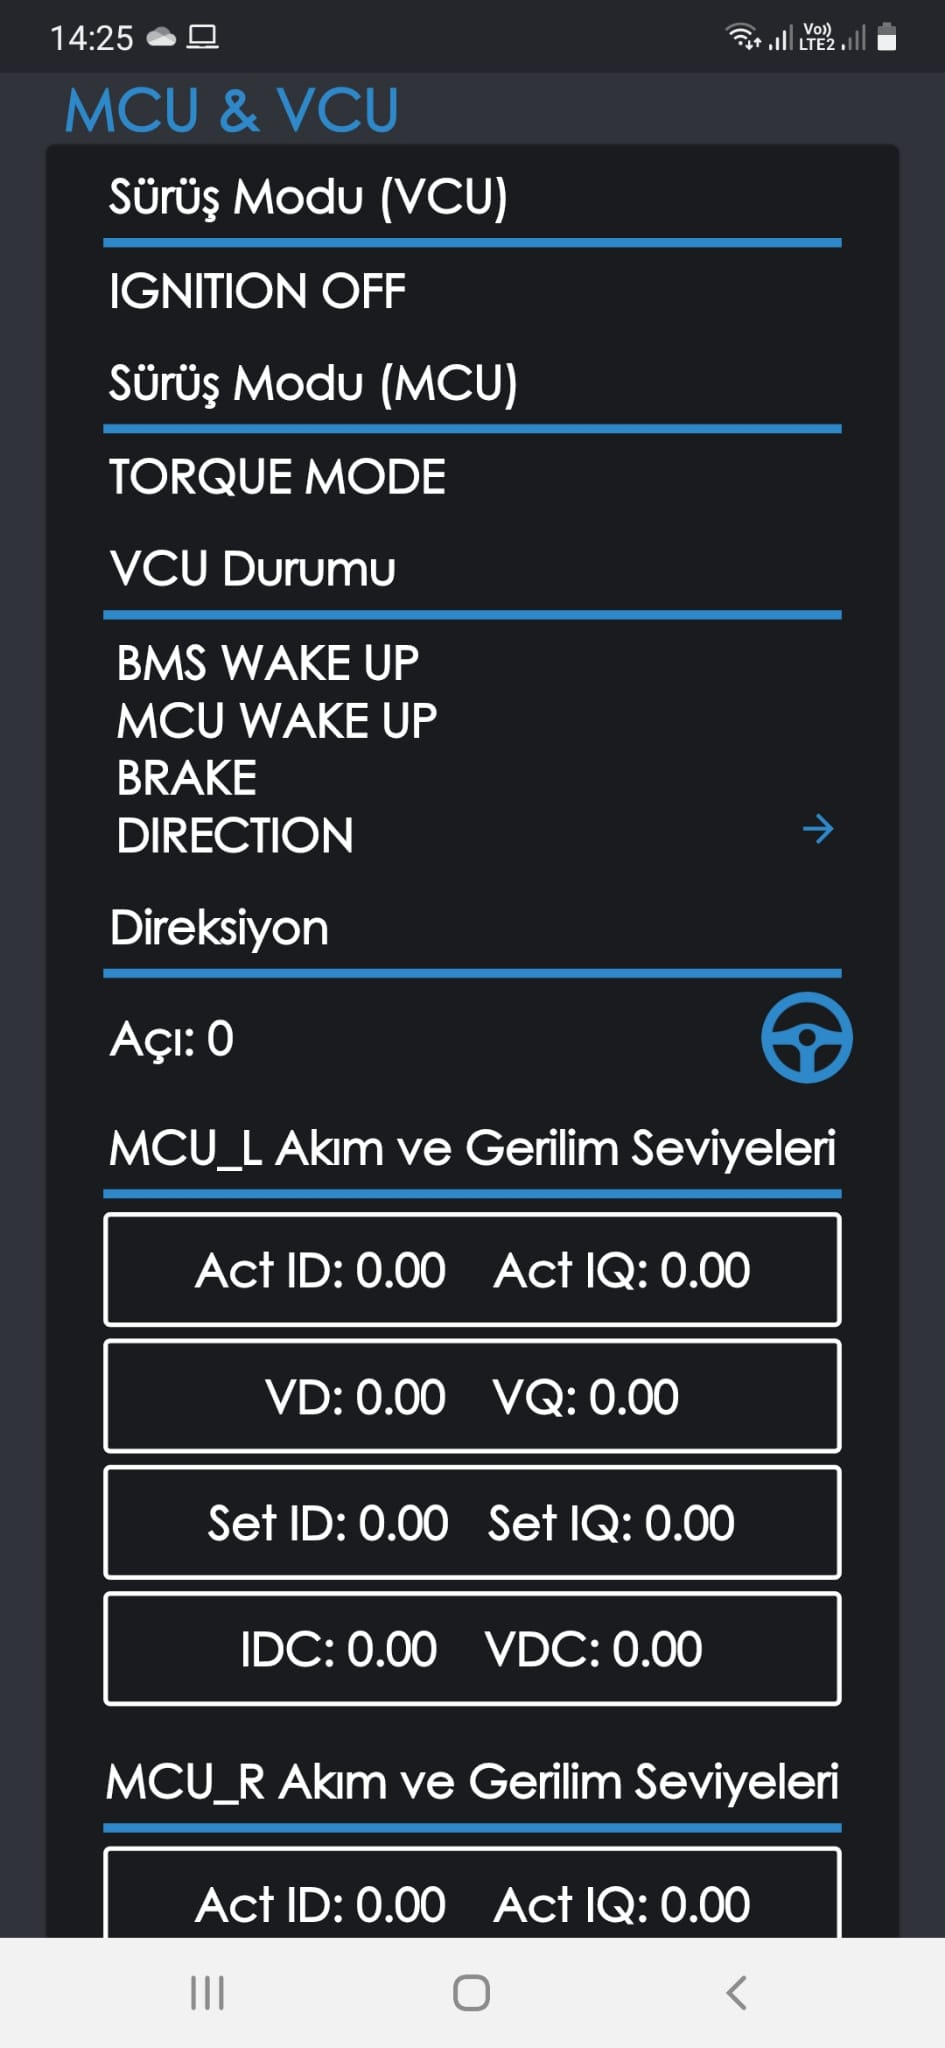 14:25
Vo)) LTE2
MCU & VCU
Sürüş Modu (VCU)
IGNITION OFF
Sürüş Modu (MCU)
TORQUE MODE
VCU Durumu
BMS WAKE UP
MCU WAKE UP
BRAKE
DIRECTION
Direksiyon
Açı: 0
MCU_L Akım ve Gerilim Seviyeleri
Act ID: 0.00 Act IQ: 0.00
VD: 0.00 VQ: 0.00
Set ID: 0.00 Set IQ: 0.00
IDC: 0.00 VDC: 0.00
MCU_R Akım ve Gerilim Seviyeleri
Act ID: 0.00 Act IQ: 0.00